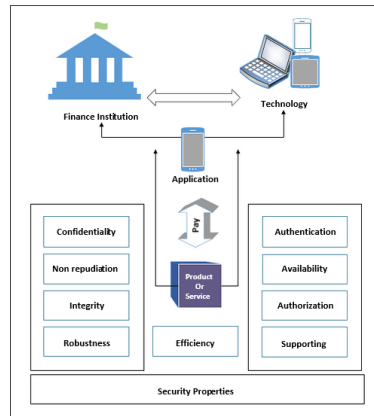 Finance Institution
Technology
Application
Pay
Product
Or
Service
Confidentiality
Non repudiation
Integrity
Robustness
Efficiency
Authentication
Availability
Authorization
Supporting
Security Properties